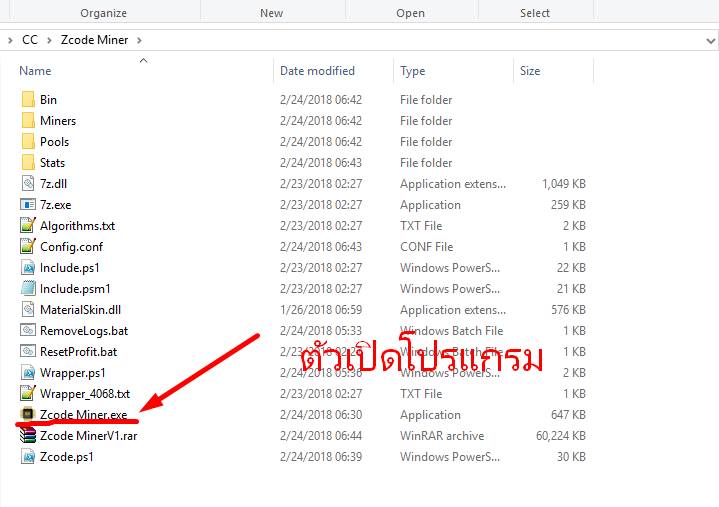 Organize New Open Select
CC Zcode Miner
Name Date modified Type Size
Bin 2/24/2018 06:42 File folder
Miners 2/24/2018 06:42 File folder
Pools 2/24/2018 06:42 File folder
Stats 2/24/2018 06:43 File folder
7z.dll 2/23/2018 02:27 Application extens... 1,049 KB
7z.exe 2/23/2018 02:27 Application 259 KB
Algorithms.txt 2/23/2018 02:27 TXT File 2 KB
Config.conf 2/24/2018 06:43 CONF File 1 KB
Include.ps1 2/23/2018 02:27 Windows PowerS... 22 KB
Include.psm1 2/23/2018 02:27 Windows PowerS... 21 KB
MaterialSkin.dll 1/26/2018 06:59 Application extens... 576 KB
RemoveLogs.bat 2/24/2018 05:33 Windows Batch File 1 KB
ResetProfit.bat 2/23/2018 Windows Batch File 1 KB
ตัวเปิดโปรแกรม
Wrapper.ps1 2/24/2018 05:36 Windows PowerS... 2 KB
Wrapper_4068.txt 2/23/2018 02:27 TXT File 1 KB
Zcode Miner.exe 2/24/2018 06:30 Application 647 KB
Zcode MinerV1.rar 2/24/2018 06:44 WinRAR archive 60,224 KB
Zcode.ps1 2/24/2018 06:39 Windows PowerS... 30 KB